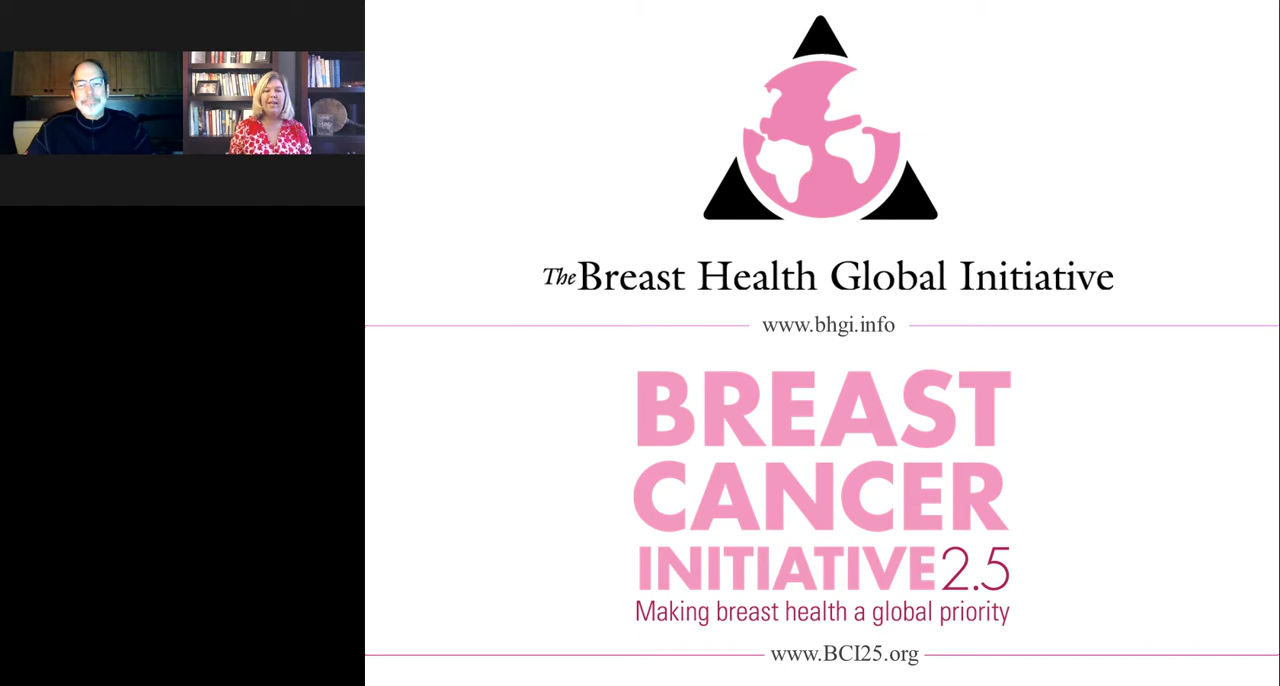 The Breast Health Global Initiative
www.bhgi.info
BREAST
CANCER
INITIATIVE 2.5
Making breast health a global priority
www.BCI25.org